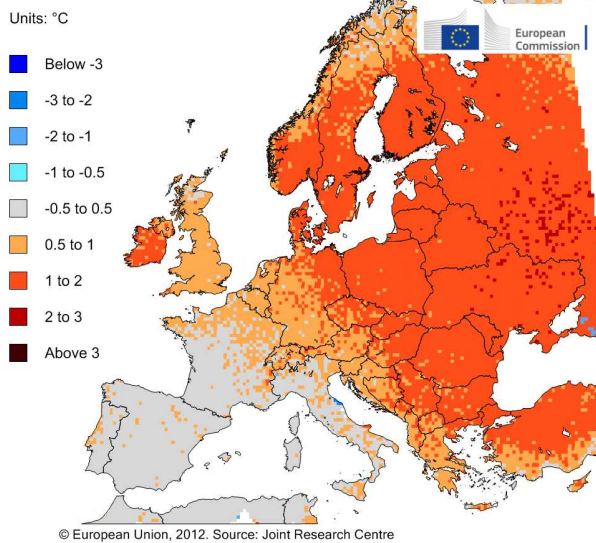 Units: °C
European
Commission
Below -3
-3 to -2
-2 to -1
-1 to -0.5
-0.5 to 0.5
0.5 to 1
1 to 2
2 to 3
Above 3
© European Union, 2012. Source: Joint Research Centre